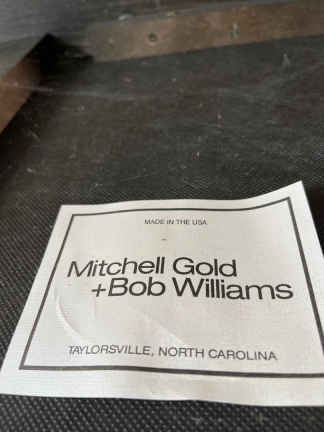 MADE IN THE USA
Mitchell Gold
+Bob Williams
TAYLORSVILLE, NORTH CAROLINA